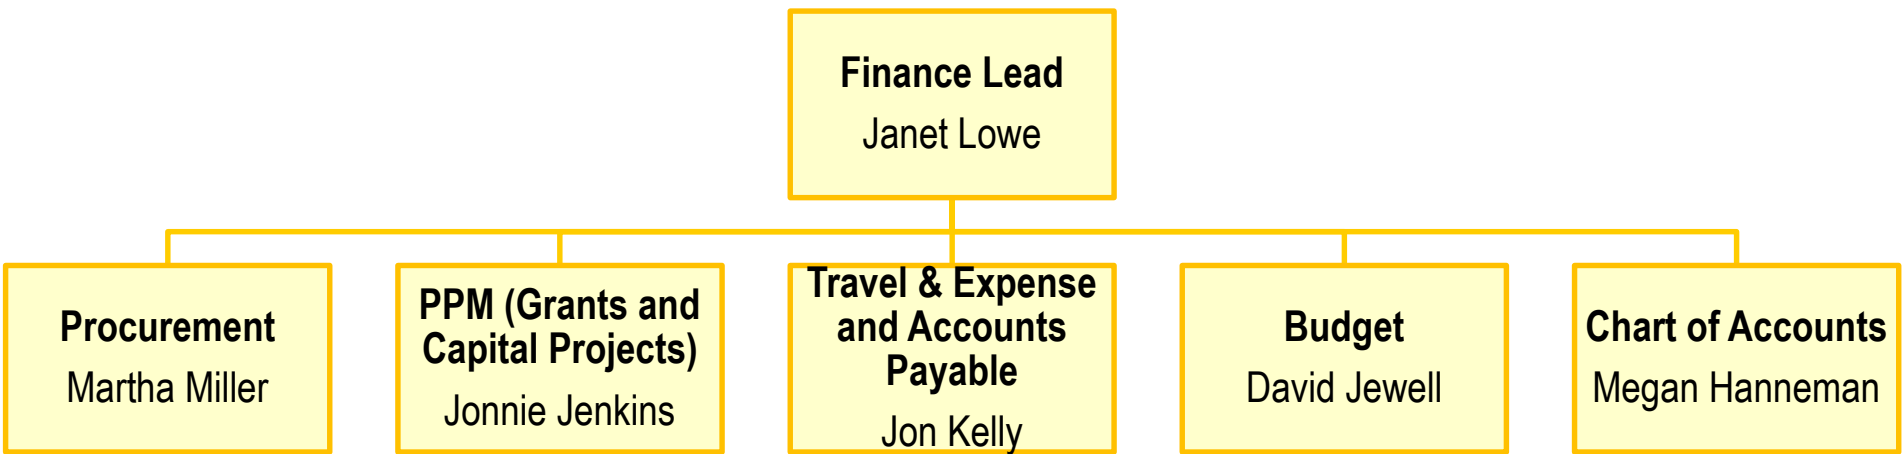 Finance Lead
Janet Lowe
Procurement
Martha Miller
PPM (Grants and
Capital Projects)
Jonnie Jenkins
Travel & Expense
and Accounts
Payable
Jon Kelly
Budget
David Jewell
Chart of Accounts
Megan Hanneman